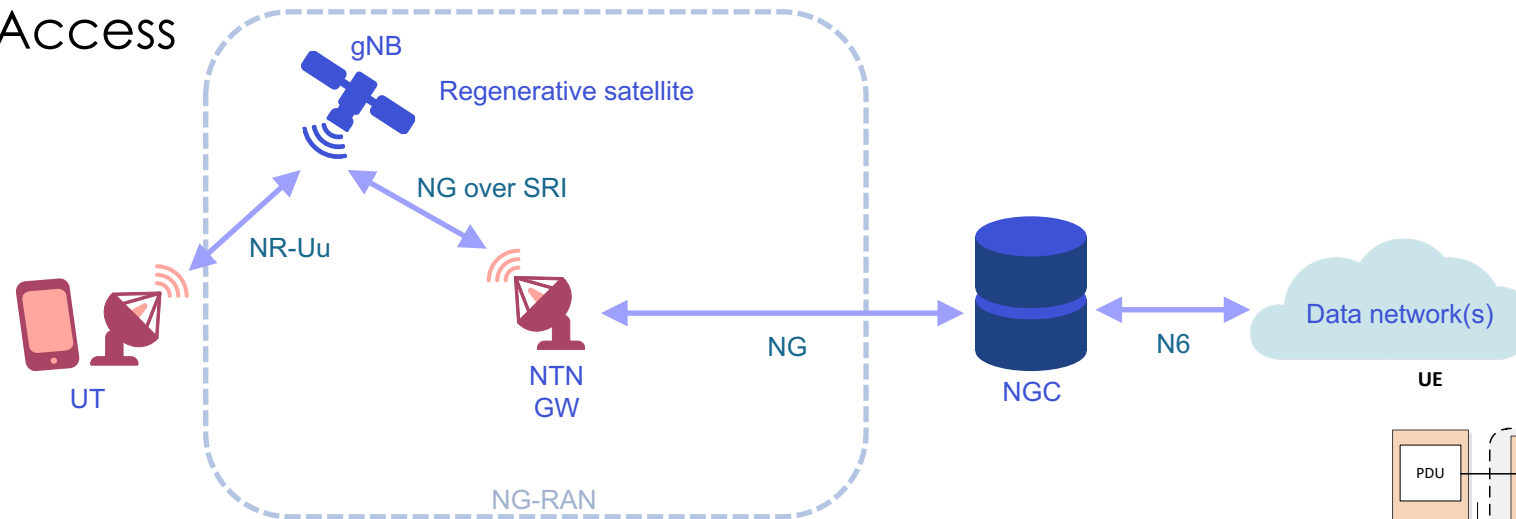 Access
gNB
Regenerative satellite
NG over SRI
NR-Uu
Data network(s)
NG
N6
UT
NTN
GW
NGC
UE
PDU
NG-RAN